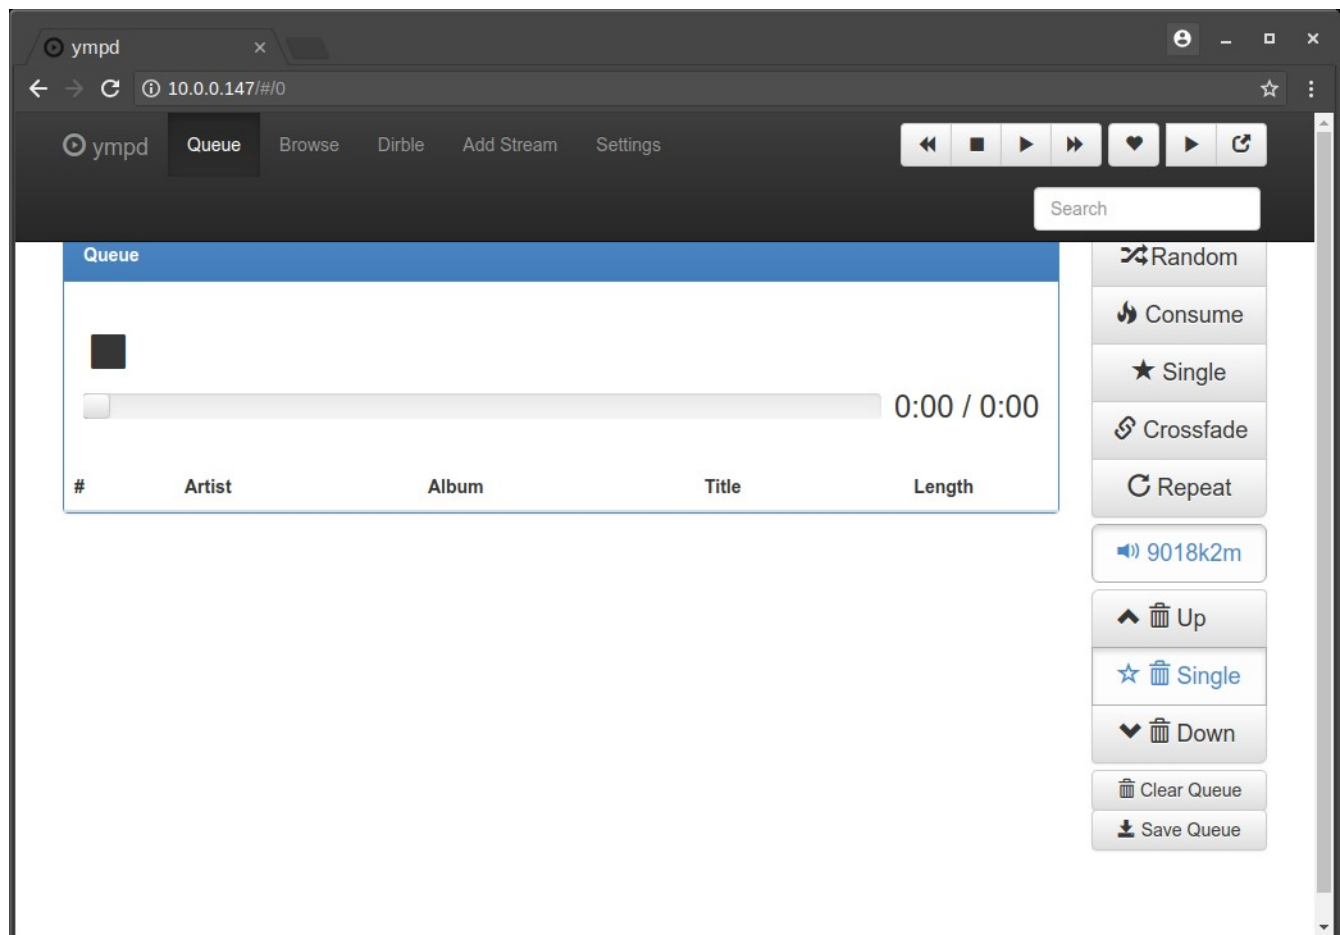 ympd
10.0.0.147/#/0
ympd Queue Browse Dirble Add Stream Settings
Search
Queue
Random
Consume
0:00 / 0:00
Single
Crossfade
# Artist Album Title Length
Repeat
9018k2m
Up
Single
Down
Clear Queue
Save Queue